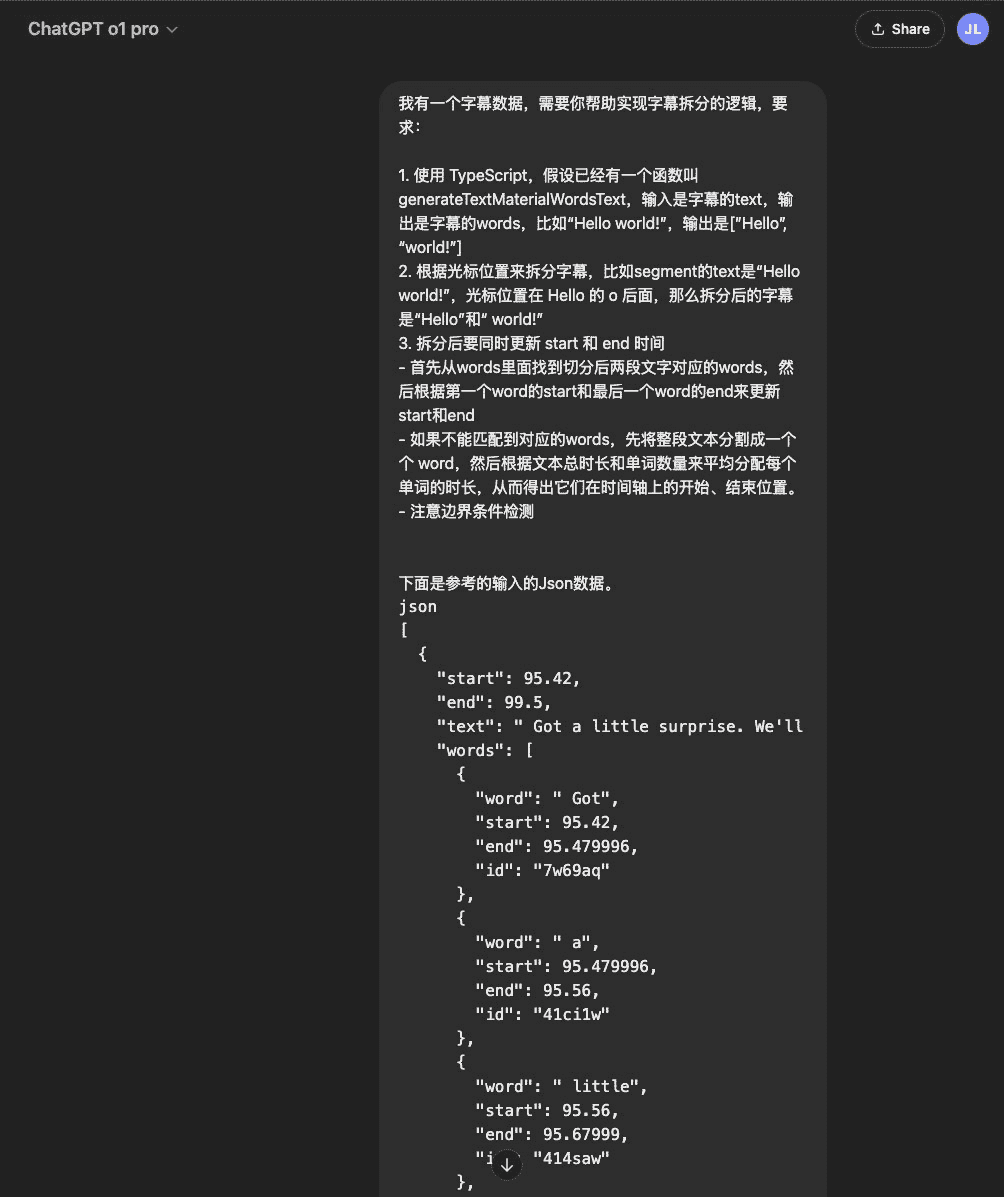 ChatGPT o1 pro
Share
JL
我有一个字幕数据，需要你帮助实现字幕拆分的逻辑，要
求：
1. 使用 TypeScript，假设已经有一个函数叫
generateTextMaterialWordsText，输入是字幕的text，输
出是字幕的words，比如“Hello world!”，输出是[”Hello”,
“world!”]
2. 根据光标位置来拆分字幕，比如segment的text是“Hello
world!”，光标位置在 Hello 的 o 后面，那么拆分后的字幕
是“Hello”和“ world!”
3. 拆分后要同时更新 start 和 end 时间
- 首先从words里面找到切分后两段文字对应的words，然
后根据第一个word的start和最后一个word的end来更新
start和end
- 如果不能匹配到对应的words，先将整段文本分割成一个
个 word，然后根据文本总时长和单词数量来平均分配每个
单词的时长，从而得出它们在时间轴上的开始、结束位置。
- 注意边界条件检测
下面是参考的输入的Json数据。
json
[
{
"start": 95.42,
"end": 99.5,
"text": " Got a little surprise. We'll
"words": [
{
"word": " Got",
"start": 95.42,
"end": 95.479996,
"id": "7w69aq"
},
{
"word": " a",
"start": 95.479996,
"end": 95.56,
"id": "41ci1w"
},
{
"word": " little",
"start": 95.56,
"end": 95.67999,
"414saw"
},